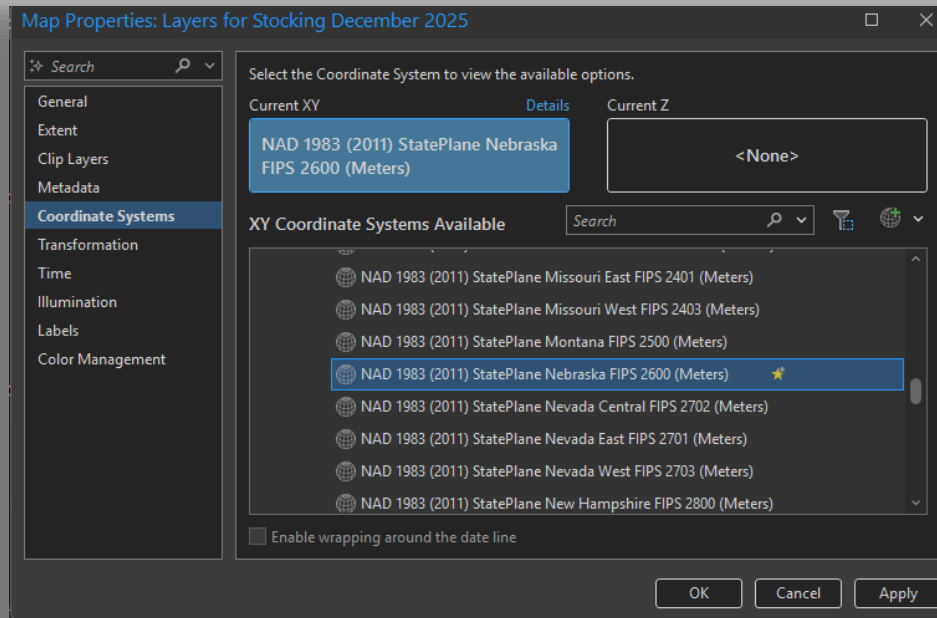 Map Properties: Layers for Stocking December 2025
Search
General
Extent
Clip Layers
Metadata
Coordinate Systems
Transformation
Time
Illumination
Labels
Color Management
Select the Coordinate System to view the available options.
Current XY Details Current Z
NAD 1983 (2011) StatePlane Nebraska
FIPS 2600 (Meters)
<None>
XY Coordinate Systems Available Search
NAD 1983 (2011) StatePlane Missouri East FIPS 2401 (Meters)
NAD 1983 (2011) StatePlane Missouri West FIPS 2403 (Meters)
NAD 1983 (2011) StatePlane Montana FIPS 2500 (Meters)
NAD 1983 (2011) StatePlane Nebraska FIPS 2600 (Meters)
NAD 1983 (2011) StatePlane Nevada Central FIPS 2702 (Meters)
NAD 1983 (2011) StatePlane Nevada East FIPS 2701 (Meters)
NAD 1983 (2011) StatePlane Nevada West FIPS 2703 (Meters)
NAD 1983 (2011) StatePlane New Hampshire FIPS 2800 (Meters)
Enable wrapping around the date line
OK Cancel Apply